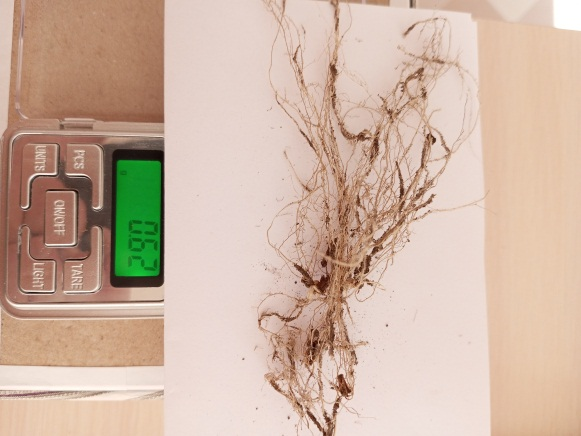 0.62
PCS TARE
ON/OFF
UNITS LIGHT